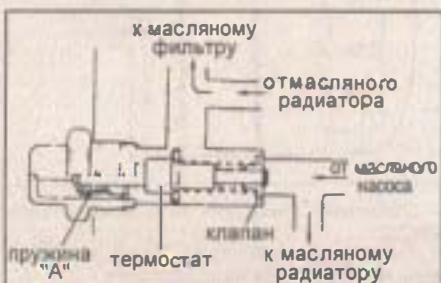 к масляному
фильтру
от масляного
радиатора
от масляного
насоса
клапан
пружина
"А"
термостат
к масляному
радиатору